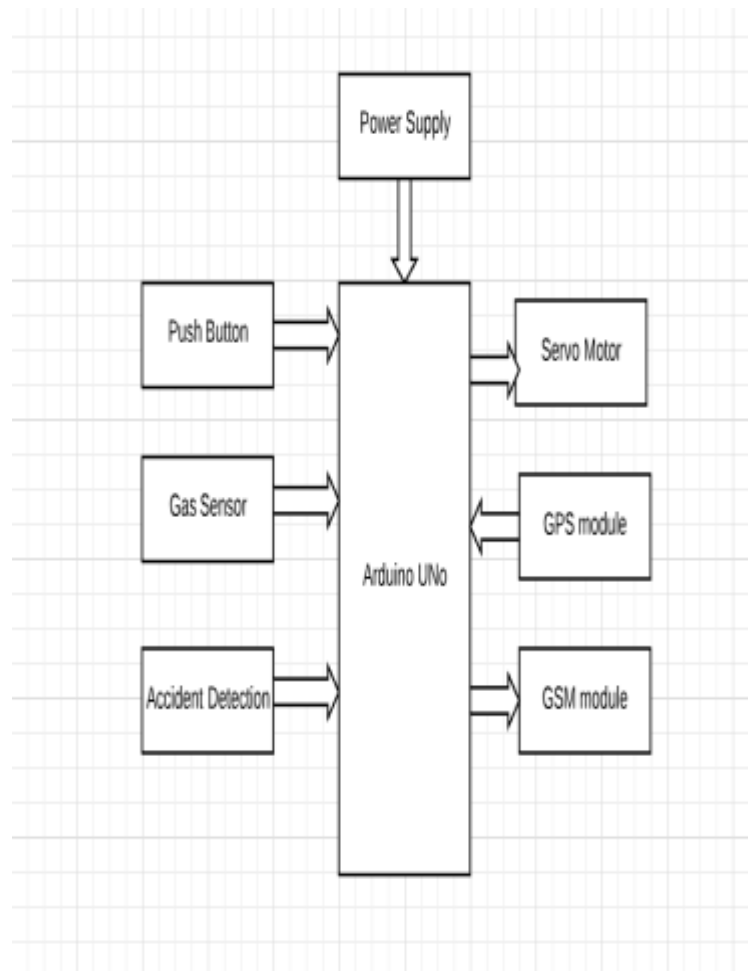 Power Supply
Push Button
Servo Motor
Gas Sensor
GPS module
Arduino UNo
Accident Detection
GSM module